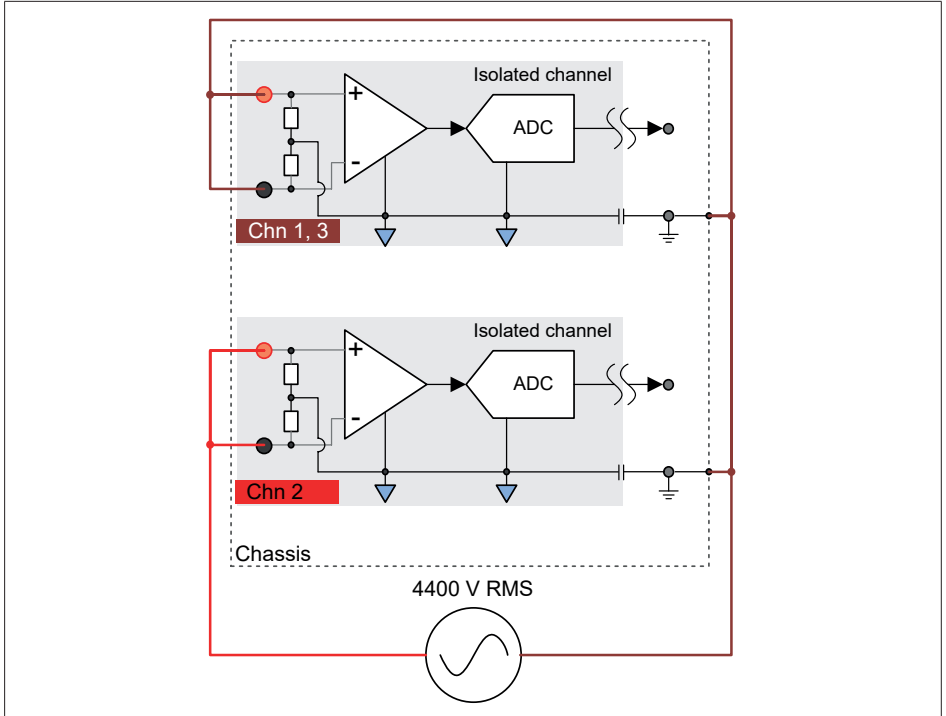 Isolated channel
+
ADC
-
Chn 1, 3
Isolated channel
+
ADC
-
Chn 2
Chassis
4400 V RMS